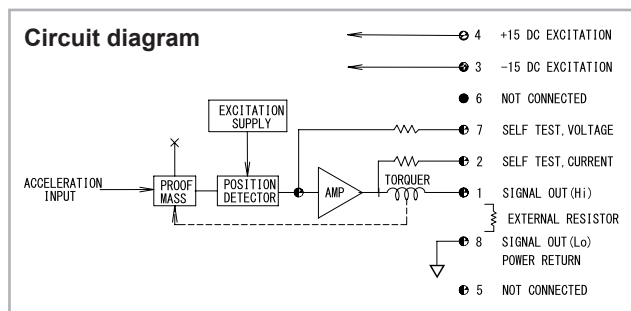 Circuit diagram
4 +15 DC EXCITATION
3 -15 DC EXCITATION
6 NOT CONNECTED
EXCITATION
SUPPLY
7 SELF TEST,VOLTAGE
2 SELF TEST,CURRENT
ACCELERATION
INPUT
PROOF
MASS
POSITION
DETECTOR
AMP
TORQUER
1 SIGNAL OUT(Hi)
EXTERNAL RESISTOR
8 SIGNAL OUT(Lo)
POWER RETURN
5 NOT CONNECTED